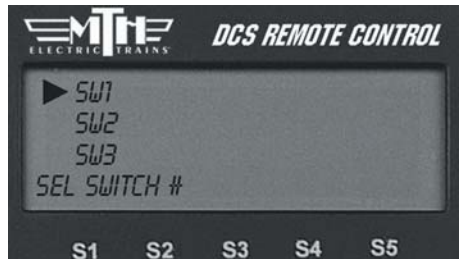 MTH
ELECTRIC TRAINS
DCS REMOTE CONTROL
SW1
SW2
SW3
SEL SWITCH #
S1 S2 S3 S4 S5